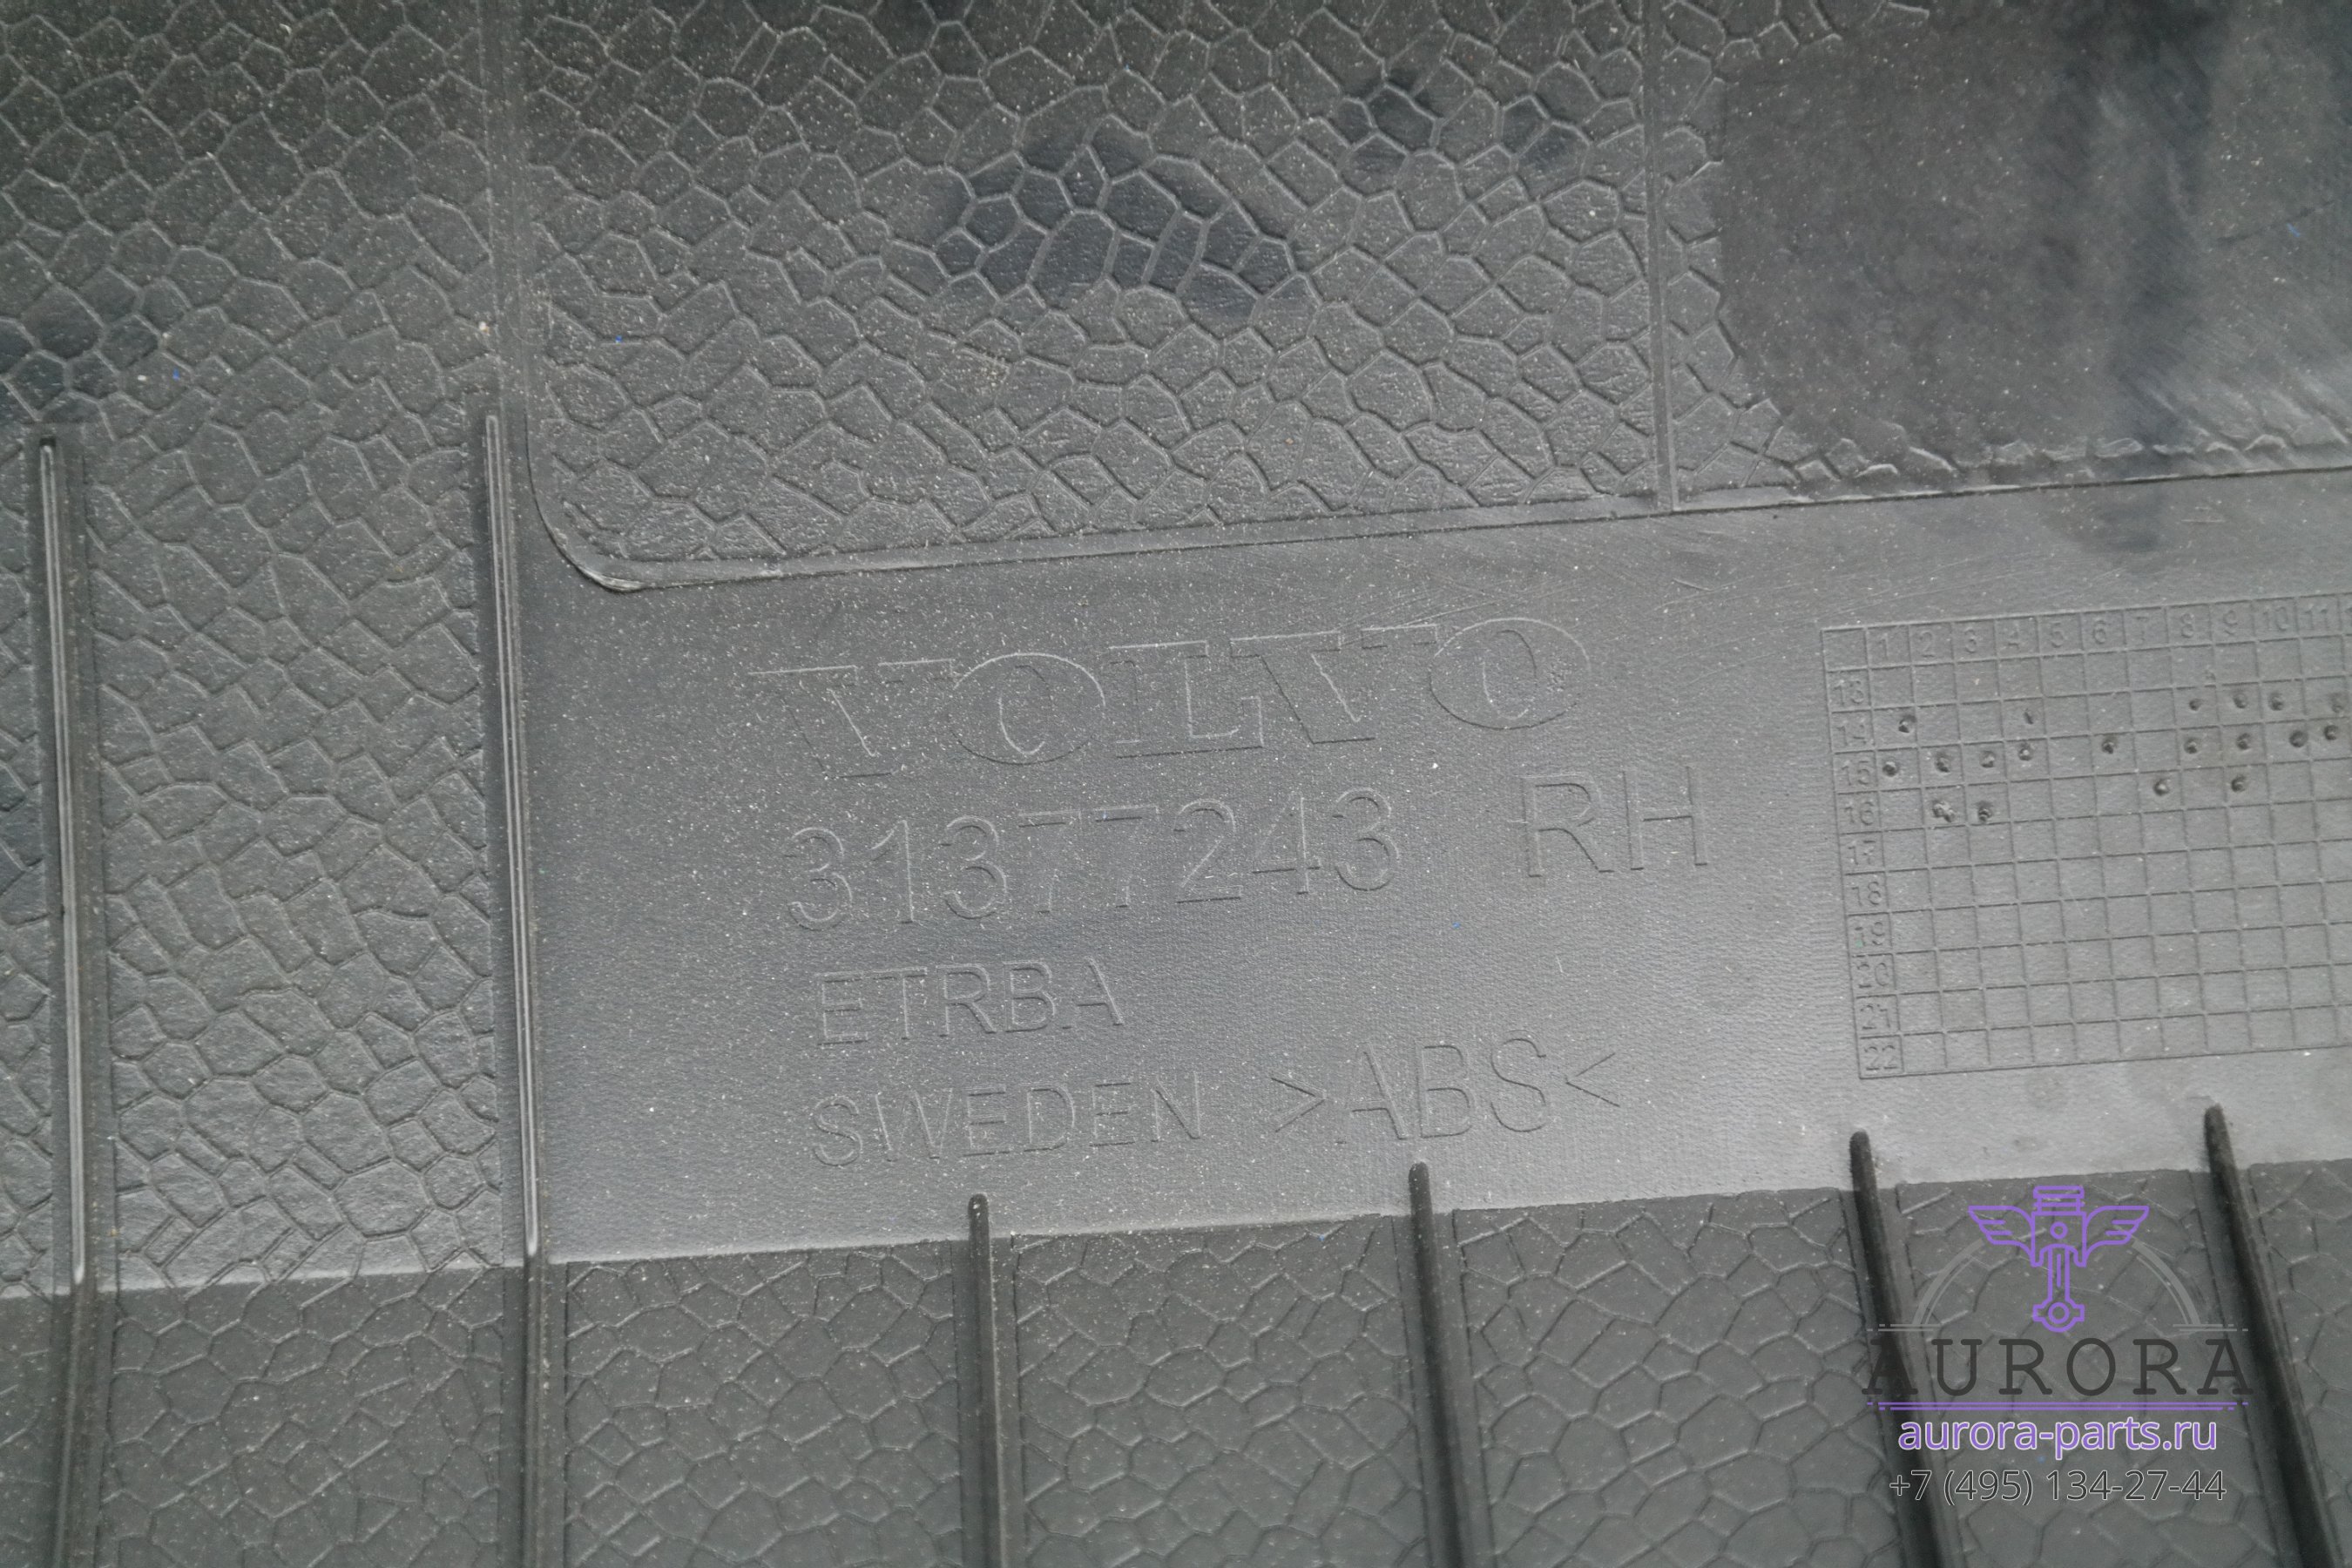 VOLVO
31377243 RH
ETRBA
SWEDEN >ABS<
1 2 3 4 5 6 7 8 9 10 11
13
14
15
16
17
18
19
20
21
22
AURORA
aurora-parts.ru
+7 (495) 134-27-44